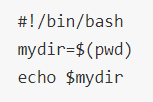 #!/bin/bash
mydir=$(pwd)
echo $mydir